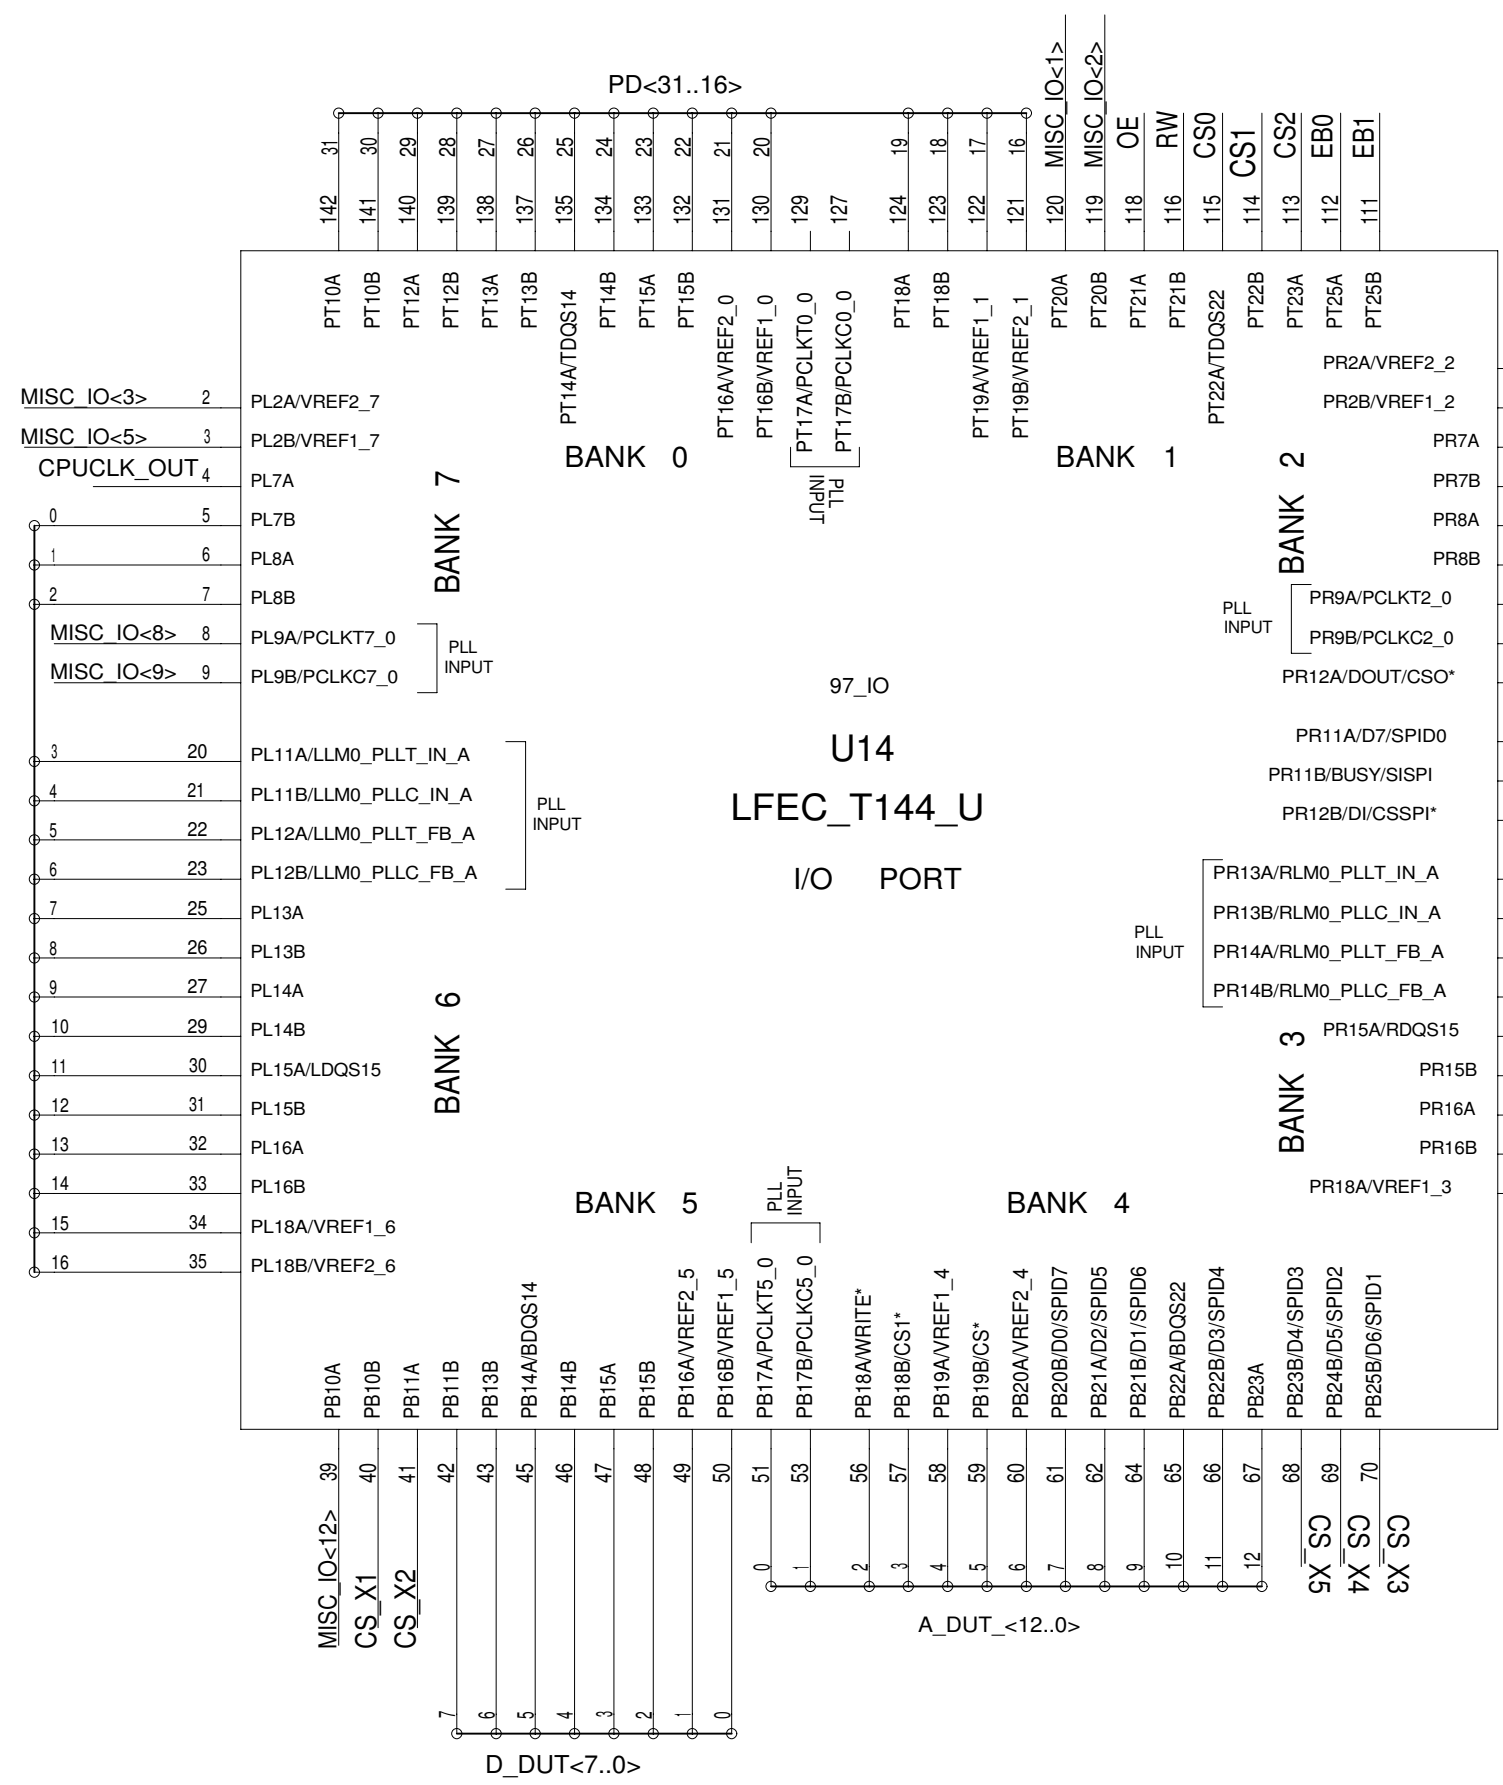 PD<31..16>
31 30 29 28 27 26 25 24 23 22 21 20 19 18 17 16 MISC_IO<1> MISC_IO<2> OE RW CS0 CS1 CS2 EB0 EB1
142 141 140 139 138 137 135 134 133 132 131 130 129 127 124 123 122 121 120 119 118 116 115 114 113 112 111
PT10A PT10B PT12A PT12B PT13A PT13B PT14A/TDQS14 PT14B PT15A PT15B PT16A/VREF2_0 PT16B/VREF1_0 PT17A/PCLKT0_0 PT17B/PCLKC0_0 PT18A PT18B PT19A/VREF1_1 PT19B/VREF2_1 PT20A PT20B PT21A PT21B PT22A/TDQS22 PT22B PT23A PT25A PT25B
BANK 0
PLL
INPUT
BANK 1
MISC_IO<3> 2 PL2A/VREF2_7
MISC_IO<5> 3 PL2B/VREF1_7
CPUCLK_OUT 4 PL7A
0 5 PL7B
1 6 PL8A
2 7 PL8B
MISC_IO<8> 8 PL9A/PCLKT7_0
MISC_IO<9> 9 PL9B/PCLKC7_0
BANK 7
PLL
INPUT
3 20 PL11A/LLM0_PLLT_IN_A
4 21 PL11B/LLM0_PLLC_IN_A
5 22 PL12A/LLM0_PLLT_FB_A
6 23 PL12B/LLM0_PLLC_FB_A
PLL
INPUT
7 25 PL13A
8 26 PL13B
9 27 PL14A
10 29 PL14B
11 30 PL15A/LDQS15
12 31 PL15B
13 32 PL16A
14 33 PL16B
15 34 PL18A/VREF1_6
16 35 PL18B/VREF2_6
BANK 6
97_IO
U14
LFEC_T144_U
I/O PORT
PR2A/VREF2_2
PR2B/VREF1_2
PR7A
PR7B
PR8A
PR8B
BANK 2
PR9A/PCLKT2_0
PR9B/PCLKC2_0
PLL
INPUT
PR12A/DOUT/CSO*
PR11A/D7/SPID0
PR11B/BUSY/SISPI
PR12B/DI/CSSPI*
PR13A/RLM0_PLLT_IN_A
PR13B/RLM0_PLLC_IN_A
PR14A/RLM0_PLLT_FB_A
PR14B/RLM0_PLLC_FB_A
PLL
INPUT
PR15A/RDQS15
PR15B
PR16A
PR16B
PR18A/VREF1_3
BANK 3
BANK 5
PLL
INPUT
BANK 4
PB10A PB10B PB11A PB11B PB13B PB14A/BDQS14 PB14B PB15A PB15B PB16A/VREF2_5 PB16B/VREF1_5 PB17A/PCLKT5_0 PB17B/PCLKC5_0 PB18A/WRITE* PB18B/CS1* PB19A/VREF1_4 PB19B/CS* PB20A/VREF2_4 PB20B/D0/SPID7 PB21A/D2/SPID5 PB21B/D1/SPID6 PB22A/BDQS22 PB22B/D3/SPID4 PB23A PB23B/D4/SPID3 PB24B/D5/SPID2 PB25B/D6/SPID1
39 40 41 42 43 45 46 47 48 49 50 51 53 56 57 58 59 60 61 62 64 65 66 67 68 69 70
MISC_IO<12> CS_X1 CS_X2
0 1 2 3 4 5 6 7 8 9 10 11 12 CS_X5 CS_X4 CS_X3
A_DUT_<12..0>
7 6 5 4 3 2 1 0
D_DUT<7..0>